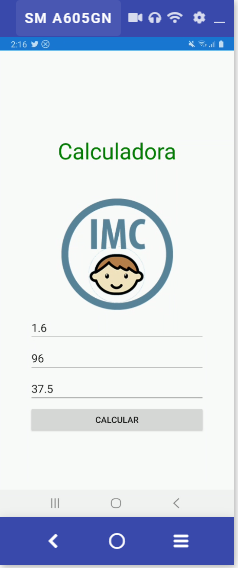 SM A605GN
2:16
Calculadora
IMC
1.6
96
37.5
CALCULAR